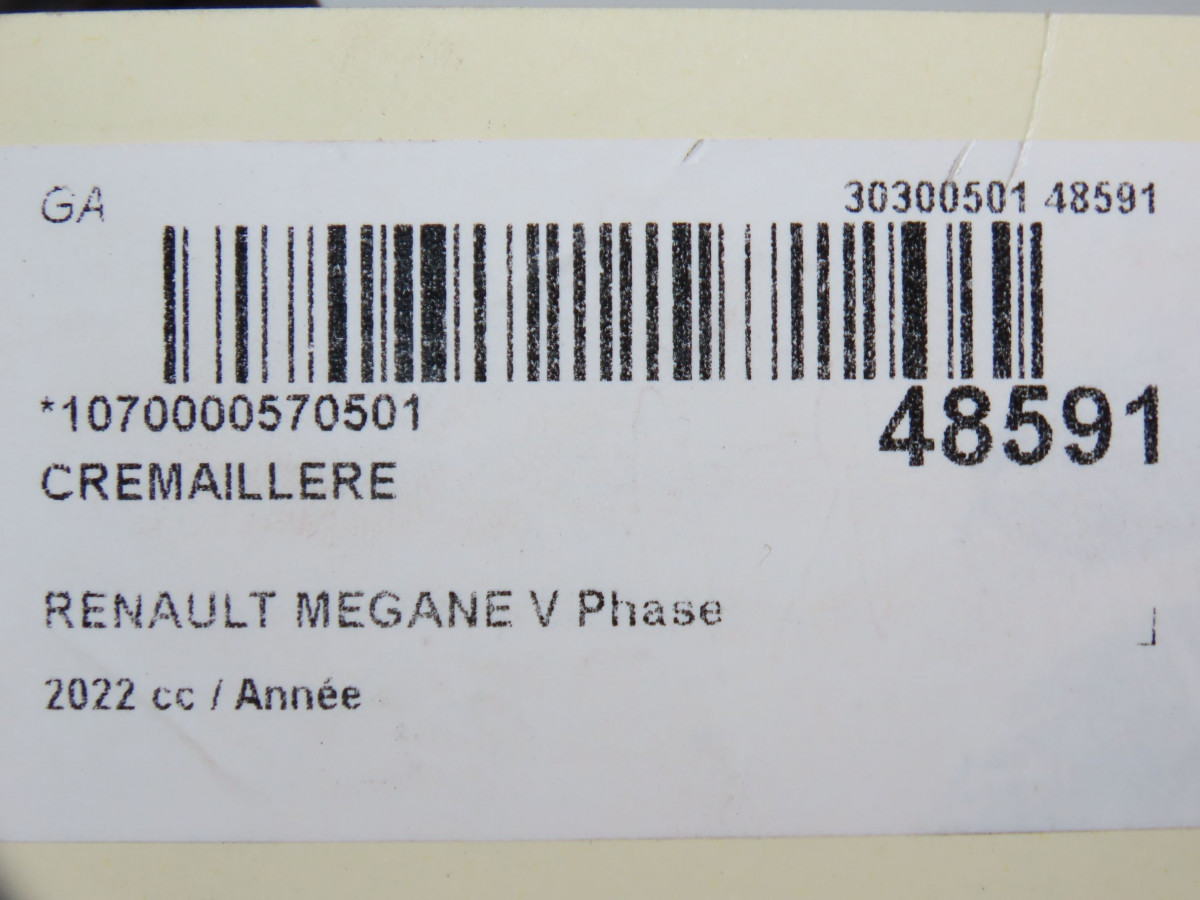 GA
30300501 48591
*1070000570501
48591
CREMAILLERE
RENAULT MEGANE V Phase
2022 cc / Année